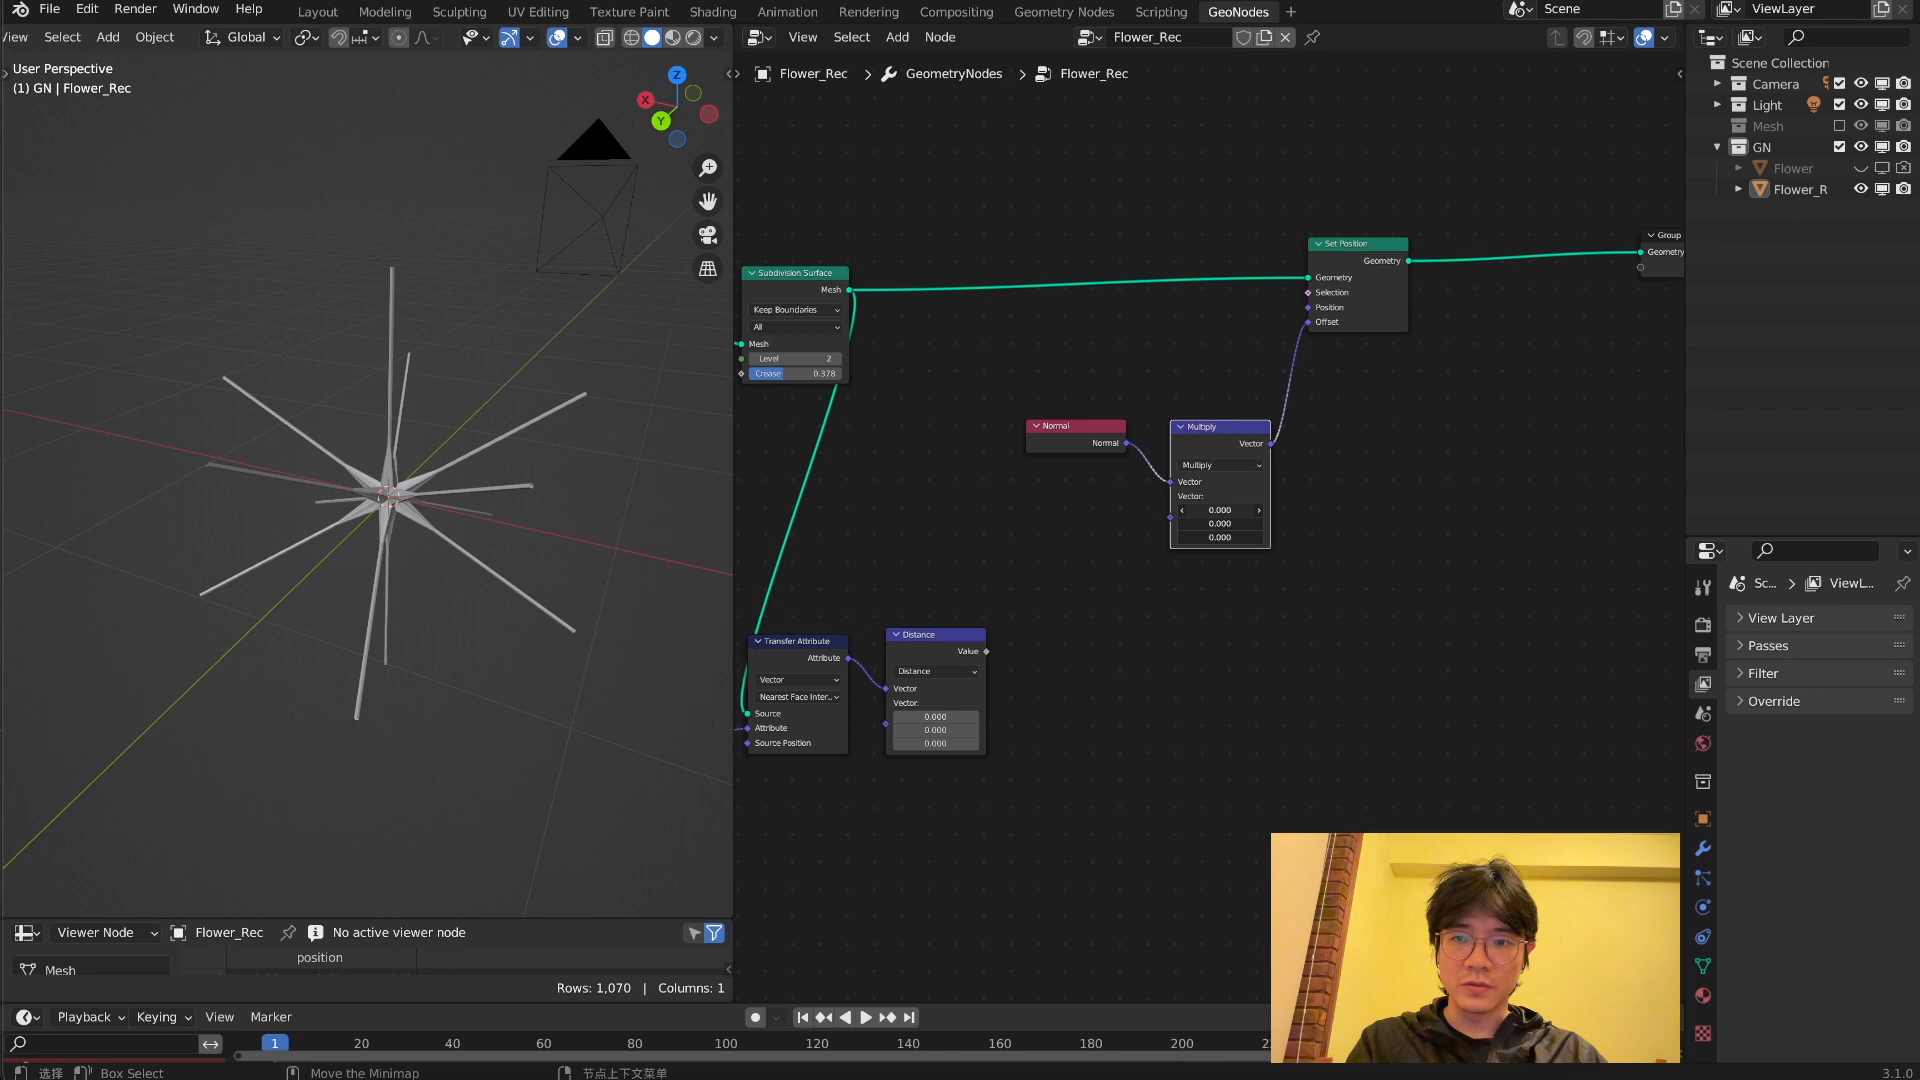 File Edit Render Window Help Layout Modeling Sculpting UV Editing Texture Paint Shading Animation Rendering Compositing Geometry Nodes Scripting GeoNodes + Scene ViewLayer
View Select Add Object Global View Select Add Node Flower_Rec
User Perspective
(1) GN | Flower_Rec
Z
X
Y
Flower_Rec > GeometryNodes > Flower_Rec
Scene Collection
Camera
Light
Mesh
GN
Flower
Flower_R
Subdivision Surface
Mesh
Keep Boundaries
All
Mesh
Level 2
Crease 0.378
Set Position
Geometry
Geometry
Selection
Position
Offset
Group
Geometry
Normal
Normal
Multiply
Vector
Multiply
Vector
Vector:
0.000
0.000
0.000
Transfer Attribute
Attribute
Vector
Nearest Face Inter..
Source
Attribute
Source Position
Distance
Value
Distance
Vector
Vector:
0.000
0.000
0.000
Sc... > ViewL...
View Layer
Passes
Filter
Override
Viewer Node Flower_Rec No active viewer node
position
Mesh
Rows: 1,070 | Columns: 1
Playback Keying View Marker
1 20 40 60 80 100 120 140 160 180 200
选择 Box Select Move the Minimap 节点上下文菜单 3.1.0